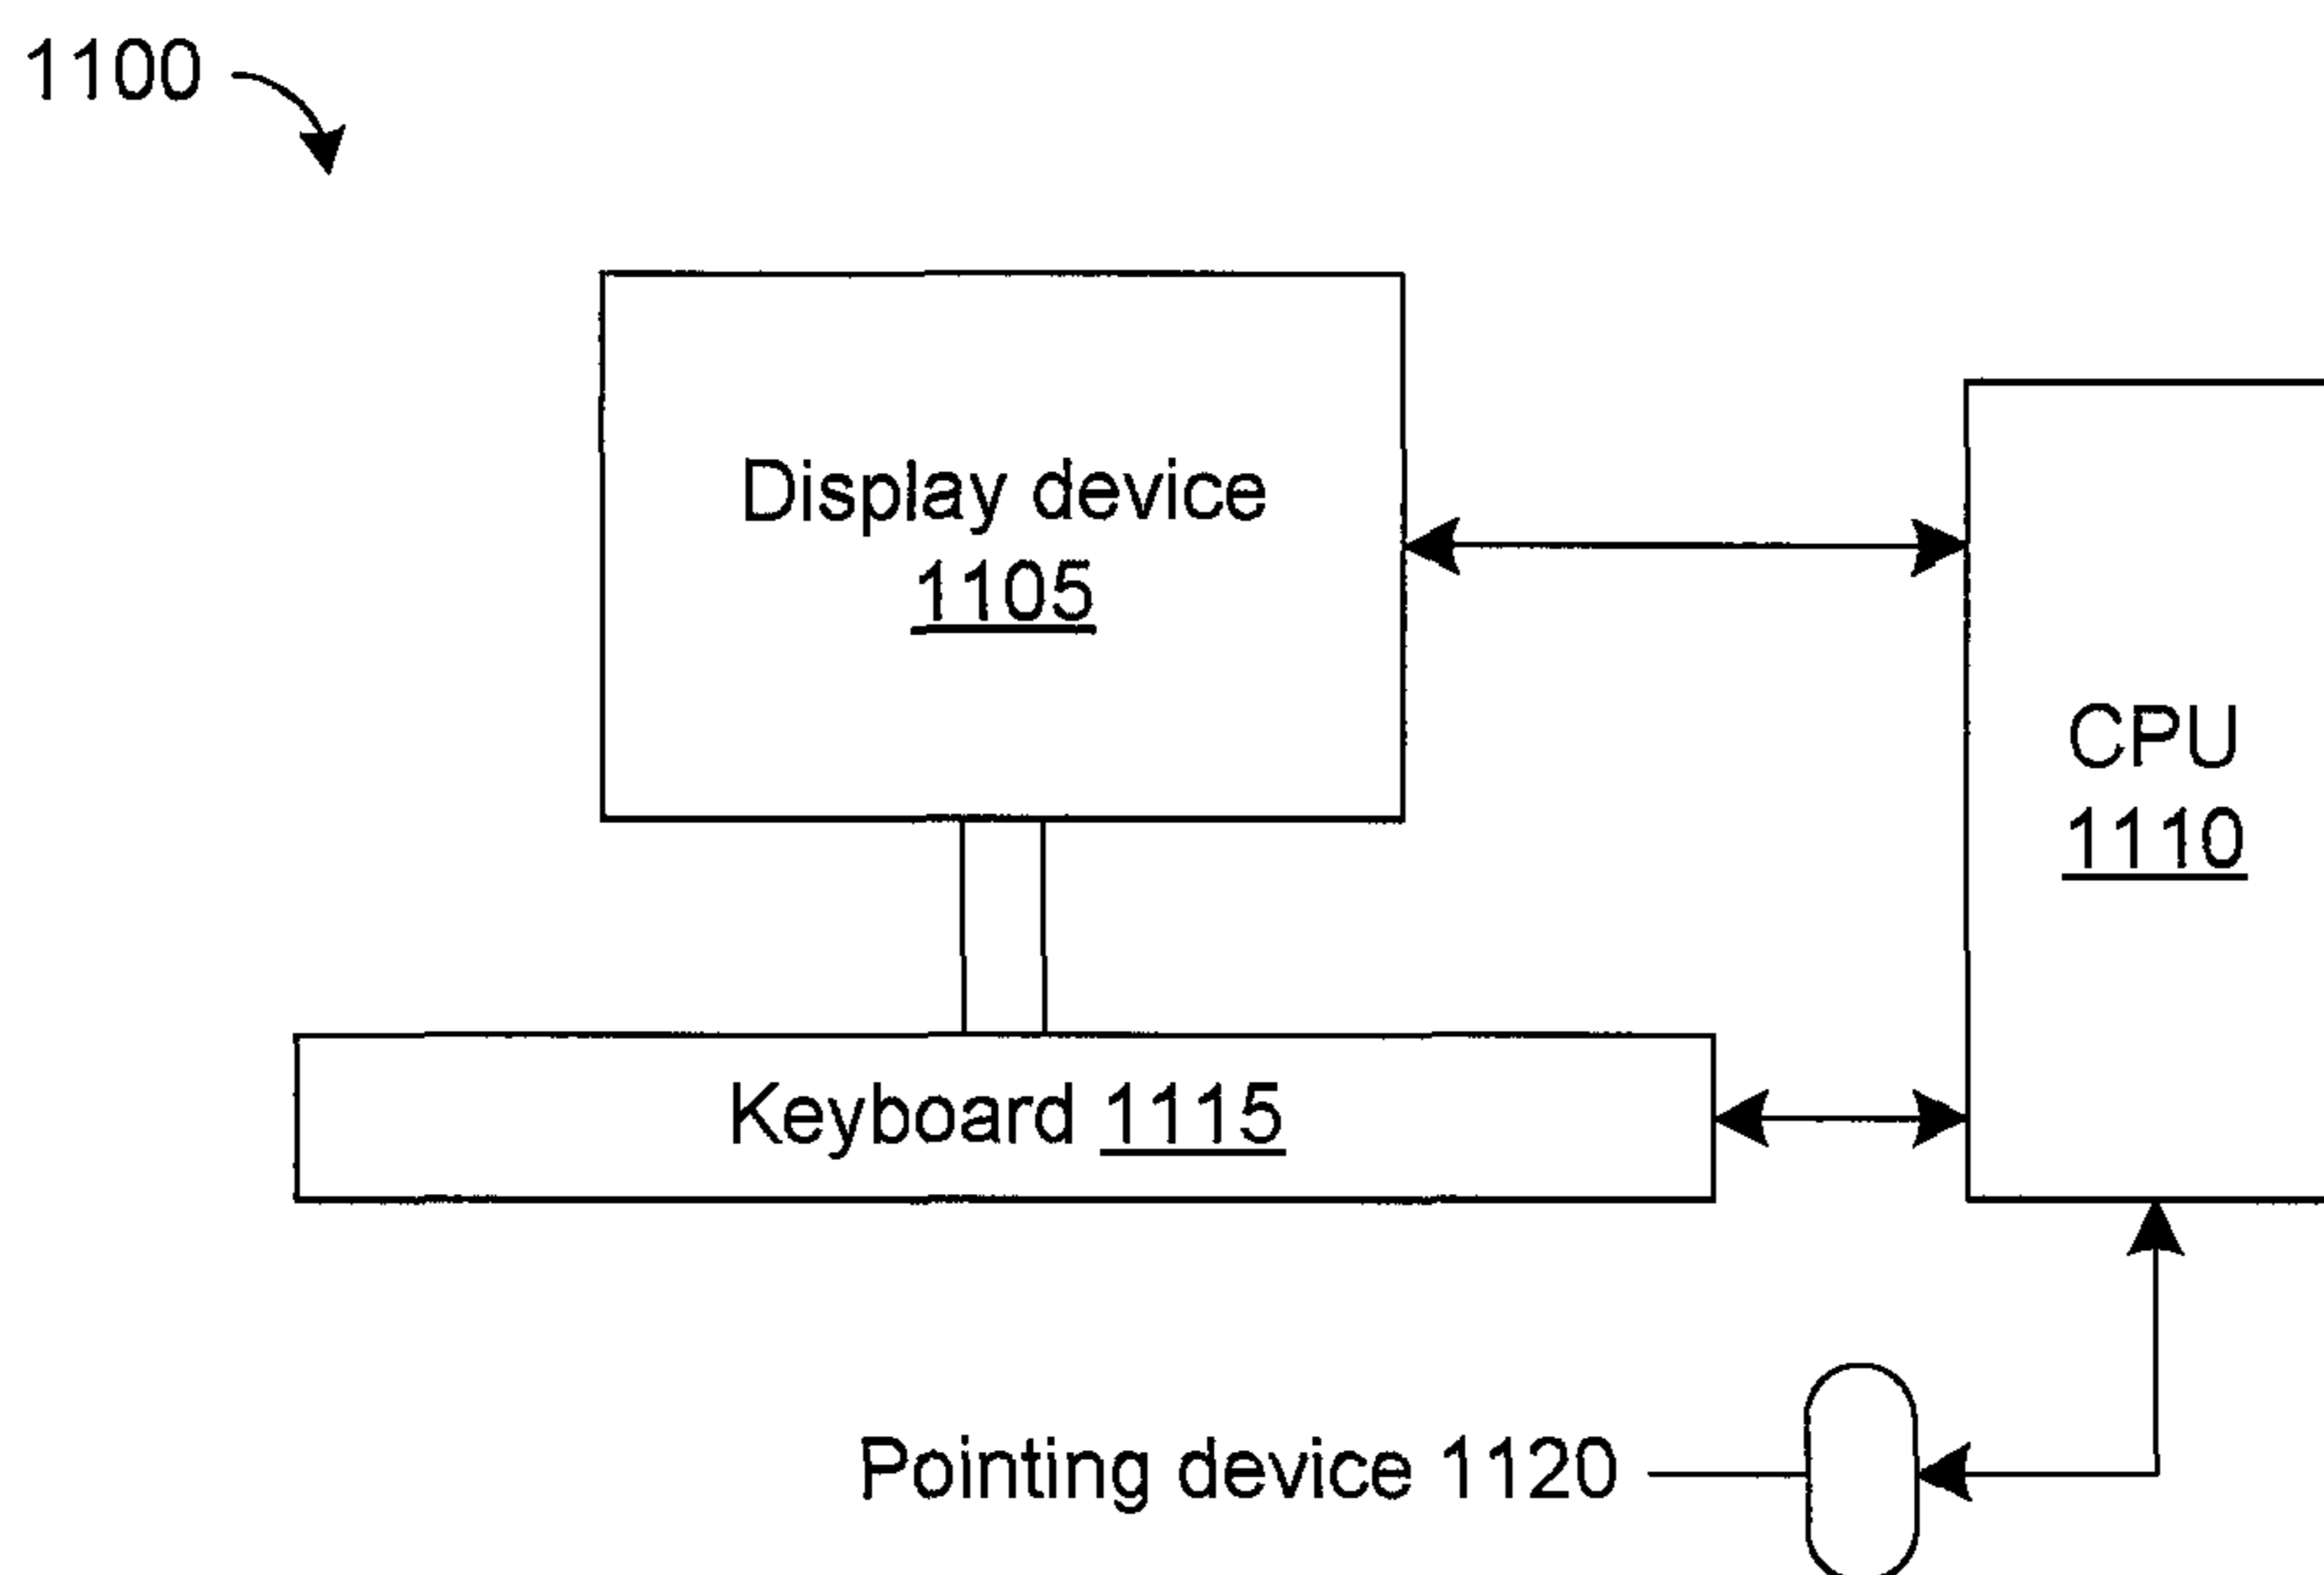 1100
Display device
1105
CPU
1110
Keyboard 1115
Pointing device 1120